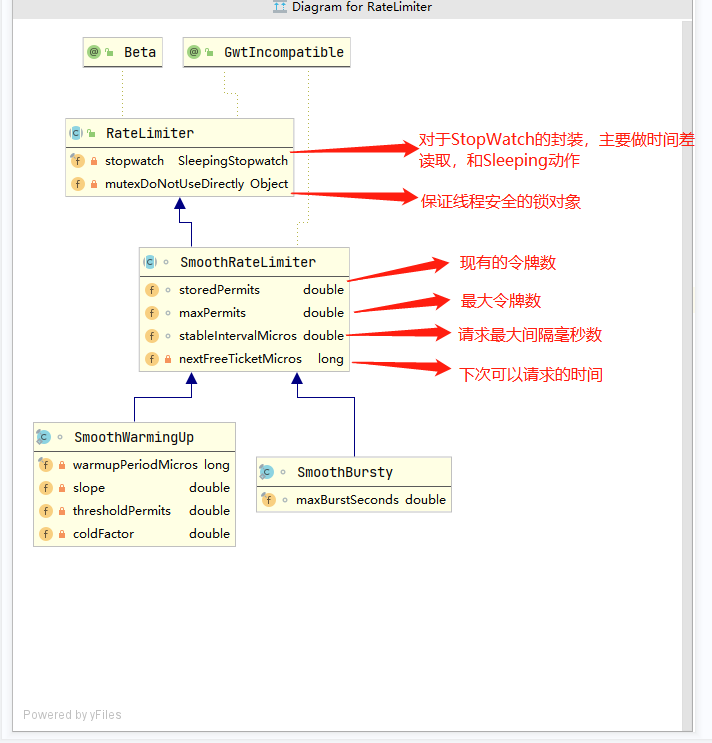 Diagram for RateLimiter
Beta
GwtIncompatible
RateLimiter
stopwatch SleepingStopwatch
mutexDoNotUseDirectly Object
对于StopWatch的封装，主要做时间差
读取，和Sleeping动作
保证线程安全的锁对象
SmoothRateLimiter
storedPermits double
maxPermits double
stableIntervalMicros double
nextFreeTicketMicros long
现有的令牌数
最大令牌数
请求最大间隔毫秒数
下次可以请求的时间
SmoothWarmingUp
warmupPeriodMicros long
slope double
thresholdPermits double
coldFactor double
SmoothBursty
maxBurstSeconds double
Powered by yFiles